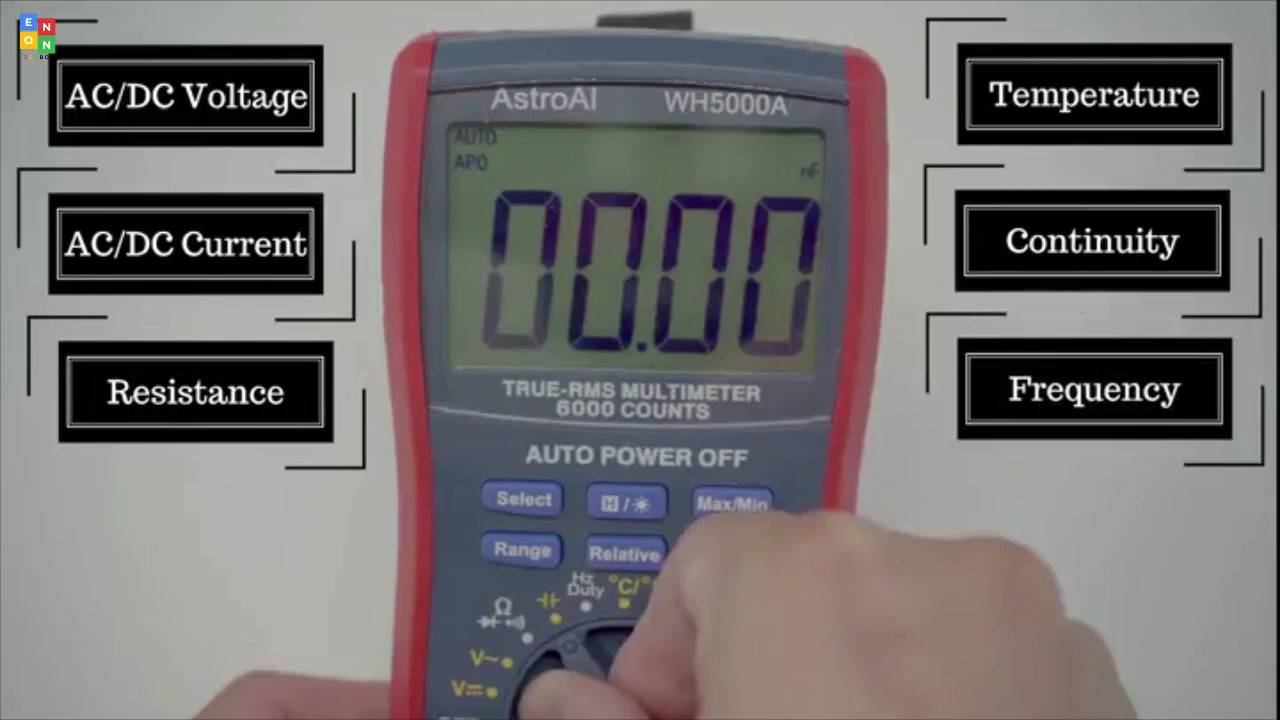 E N
O N
AC/DC Voltage
AC/DC Current
Resistance
Temperature
Continuity
Frequency
AstroAI WH5000A
AUTO
APO
nF
00.00
TRUE-RMS MULTIMETER
6000 COUNTS
AUTO POWER OFF
Select H/☀ Max/Min
Range Relative
Hz
Duty
°C/°
Ω
V~
V⎓